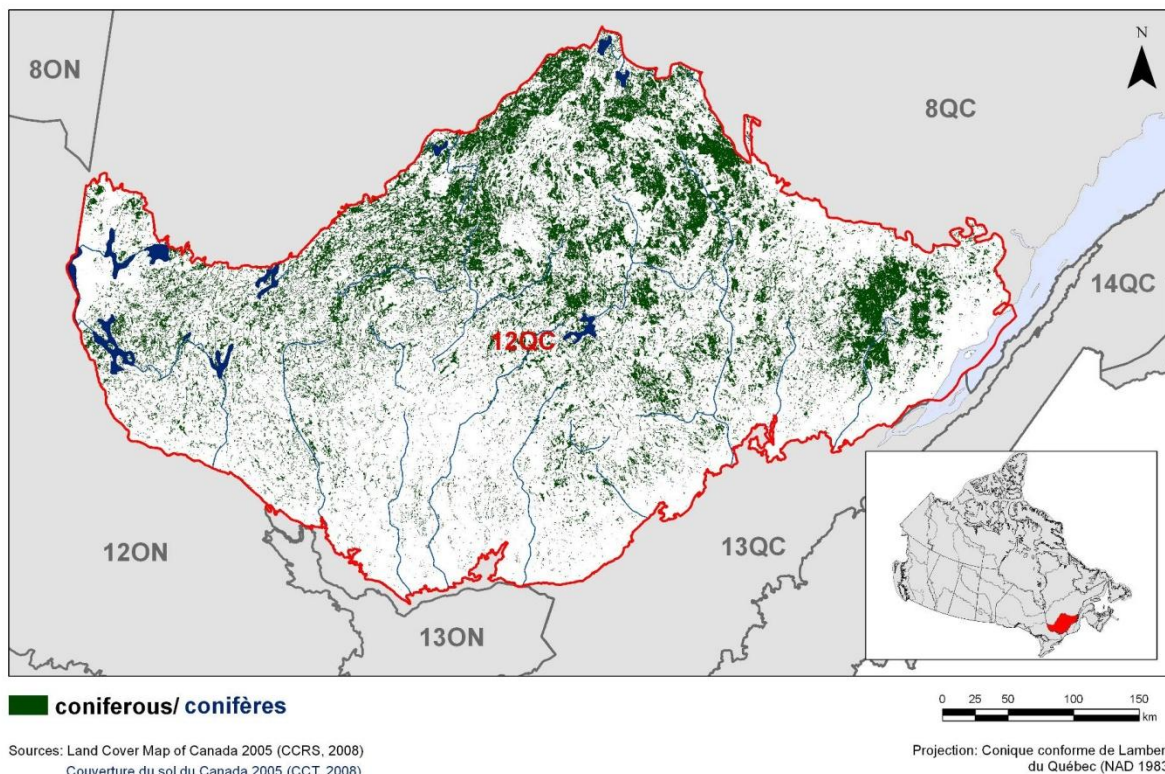 8ON
N
8QC
14QC
12QC
12ON
13QC
13ON
coniferous/ conifères
0 25 50 100 150
km
Sources: Land Cover Map of Canada 2005 (CCRS, 2008)
Couverture du sol du Canada 2005 (CCT, 2008)
Projection: Conique conforme de Lamber
du Québec (NAD 1983